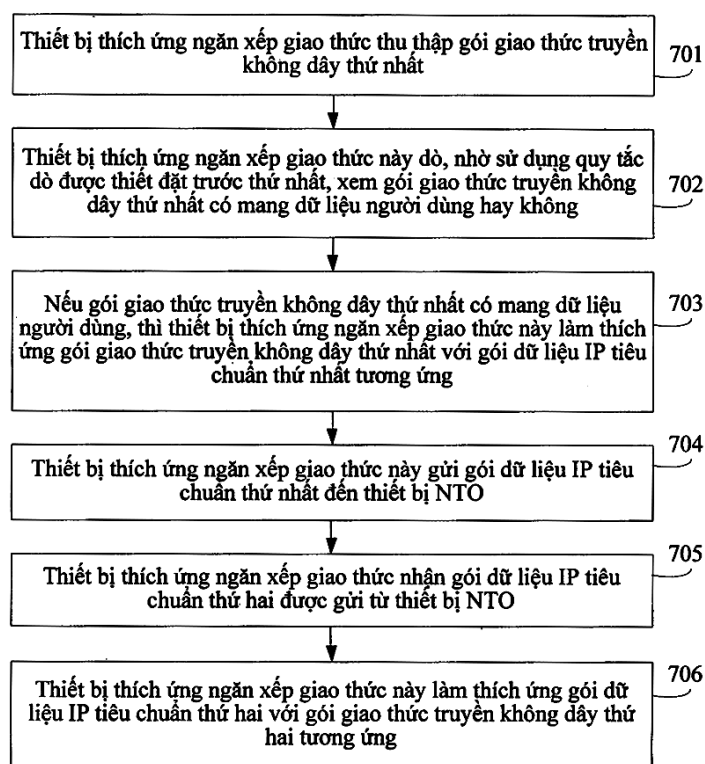 Thiết bị thích ứng ngăn xếp giao thức thu thập gói giao thức truyền
không dây thứ nhất
701
Thiết bị thích ứng ngăn xếp giao thức này dò, nhờ sử dụng quy tắc
dò được thiết đặt trước thứ nhất, xem gói giao thức truyền không
dây thứ nhất có mang dữ liệu người dùng hay không
702
Nếu gói giao thức truyền không dây thứ nhất có mang dữ liệu
người dùng, thì thiết bị thích ứng ngăn xếp giao thức này làm thích
ứng gói giao thức truyền không dây thứ nhất với gói dữ liệu IP tiêu
chuẩn thứ nhất tương ứng
703
Thiết bị thích ứng ngăn xếp giao thức này gửi gói dữ liệu IP tiêu
chuẩn thứ nhất đến thiết bị NTO
704
Thiết bị thích ứng ngăn xếp giao thức nhận gói dữ liệu IP tiêu
chuẩn thứ hai được gửi từ thiết bị NTO
705
Thiết bị thích ứng ngăn xếp giao thức này làm thích ứng gói dữ
liệu IP tiêu chuẩn thứ hai với gói giao thức truyền không dây thứ
hai tương ứng
706